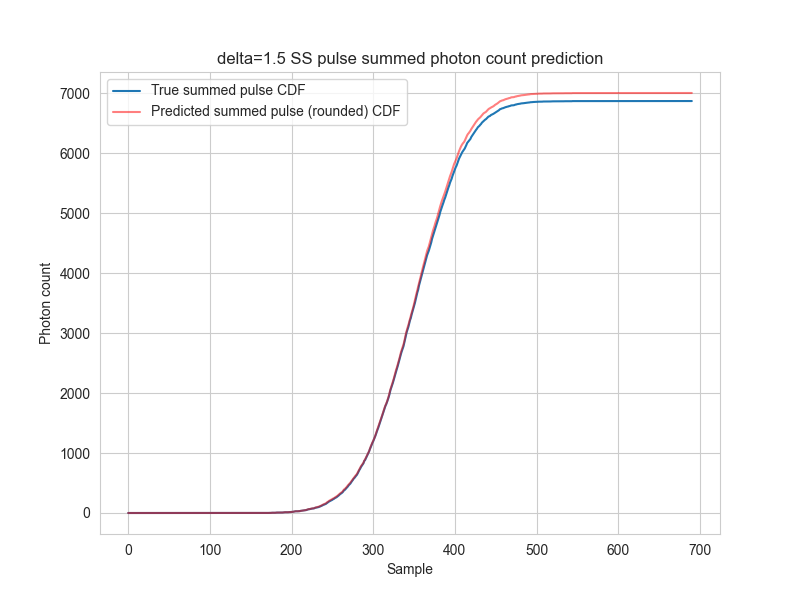 delta=1.5 SS pulse summed photon count prediction
True summed pulse CDF
Predicted summed pulse (rounded) CDF
7000
6000
5000
4000
3000
2000
1000
0
Photon count
0 100 200 300 400 500 600 700
Sample